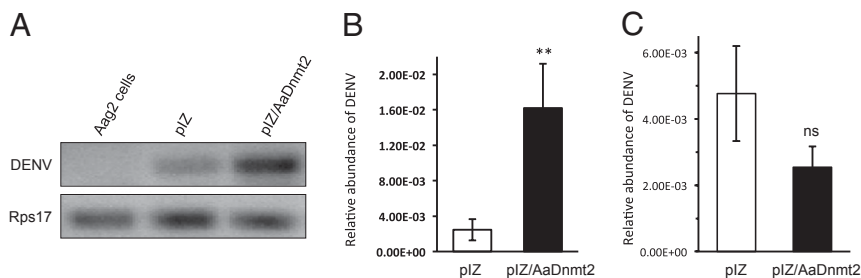 A
Aag2 cells
pIZ
pIZ/AaDnmt2
DENV
Rps17
B
Relative abundance of DENV
2.00E-02
1.60E-02
1.20E-02
8.00E-03
4.00E-03
0.00E+00
**
pIZ
pIZ/AaDnmt2
C
Relative abundance of DENV
6.00E-03
4.00E-03
2.00E-03
0.00E+00
ns
pIZ
pIZ/AaDnmt2